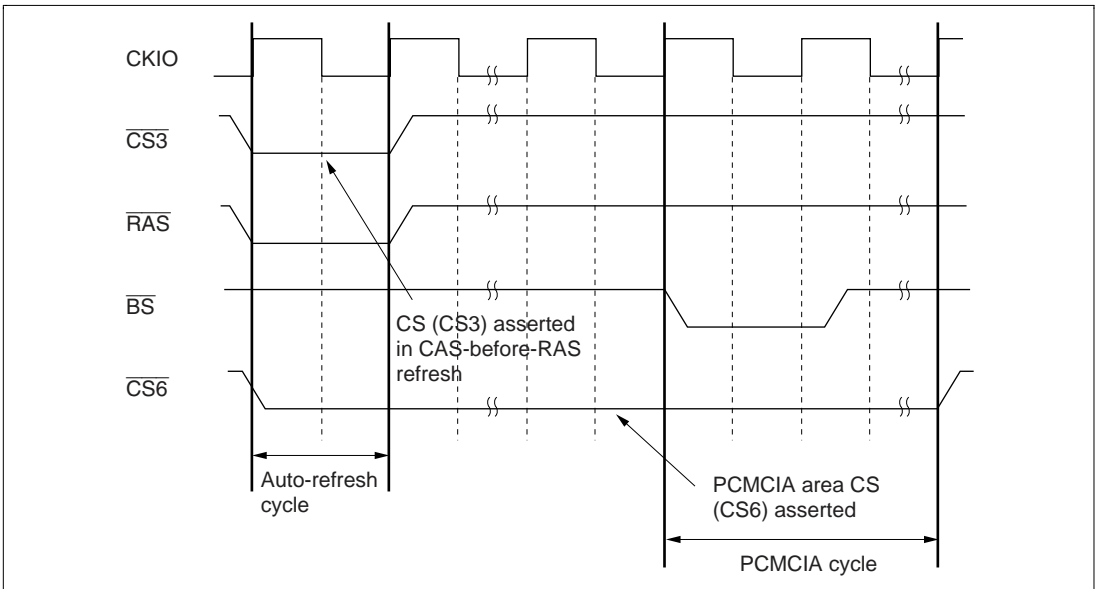 CKIO
CS3
RAS
BS
CS (CS3) asserted
in CAS-before-RAS
refresh
CS6
Auto-refresh
cycle
PCMCIA area CS
(CS6) asserted
PCMCIA cycle